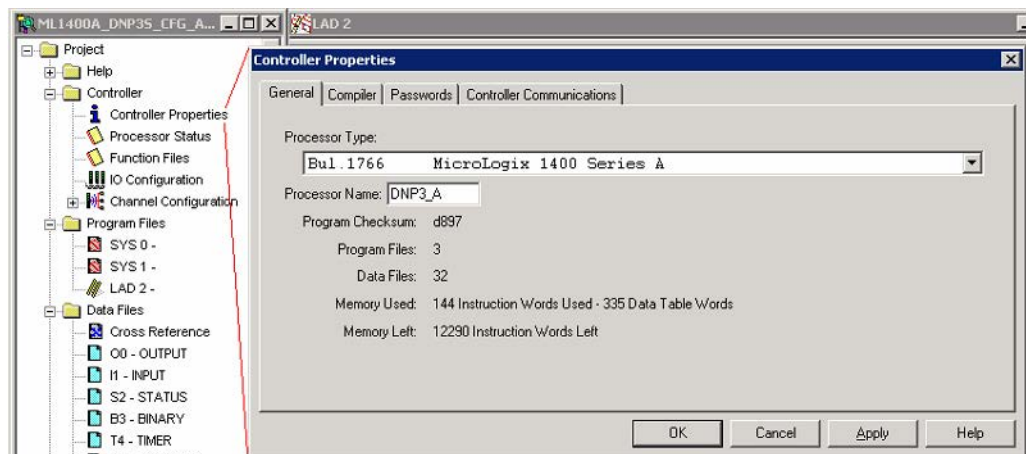 ML1400A_DNP3S_CFG_A...
Project
Help
Controller
Controller Properties
Processor Status
Function Files
IO Configuration
Channel Configuration
Program Files
SYS 0 -
SYS 1 -
LAD 2 -
Data Files
Cross Reference
O0 - OUTPUT
I1 - INPUT
S2 - STATUS
B3 - BINARY
T4 - TIMER
LAD 2
Controller Properties
General Compiler Passwords Controller Communications
Processor Type:
Bul.1766 MicroLogix 1400 Series A
Processor Name: DNP3_A
Program Checksum: d897
Program Files: 3
Data Files: 32
Memory Used: 144 Instruction Words Used - 335 Data Table Words
Memory Left: 12290 Instruction Words Left
OK Cancel Apply Help